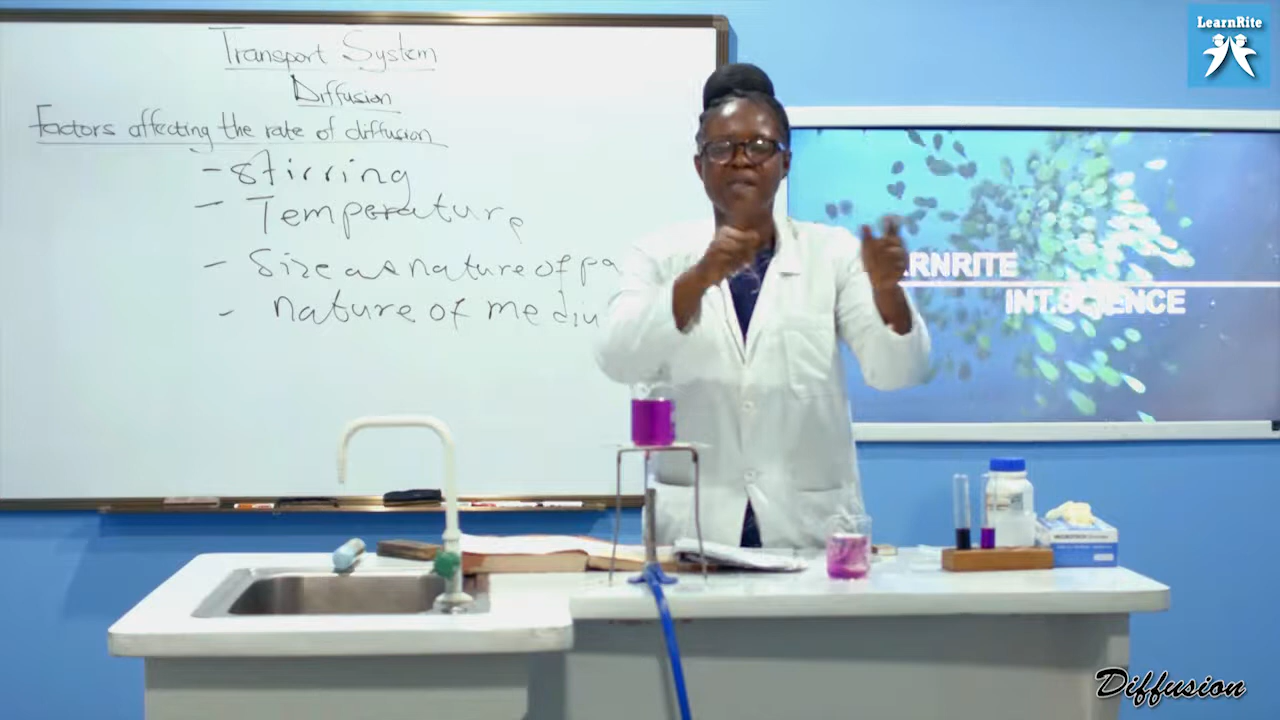 LearnRite
Transport System
Diffusion
Factors affecting the rate of diffusion
- Stirring
- Temperature
- Size as nature of pa
- nature of mediu
RNRITE
INT.SCIENCE
Diffusion